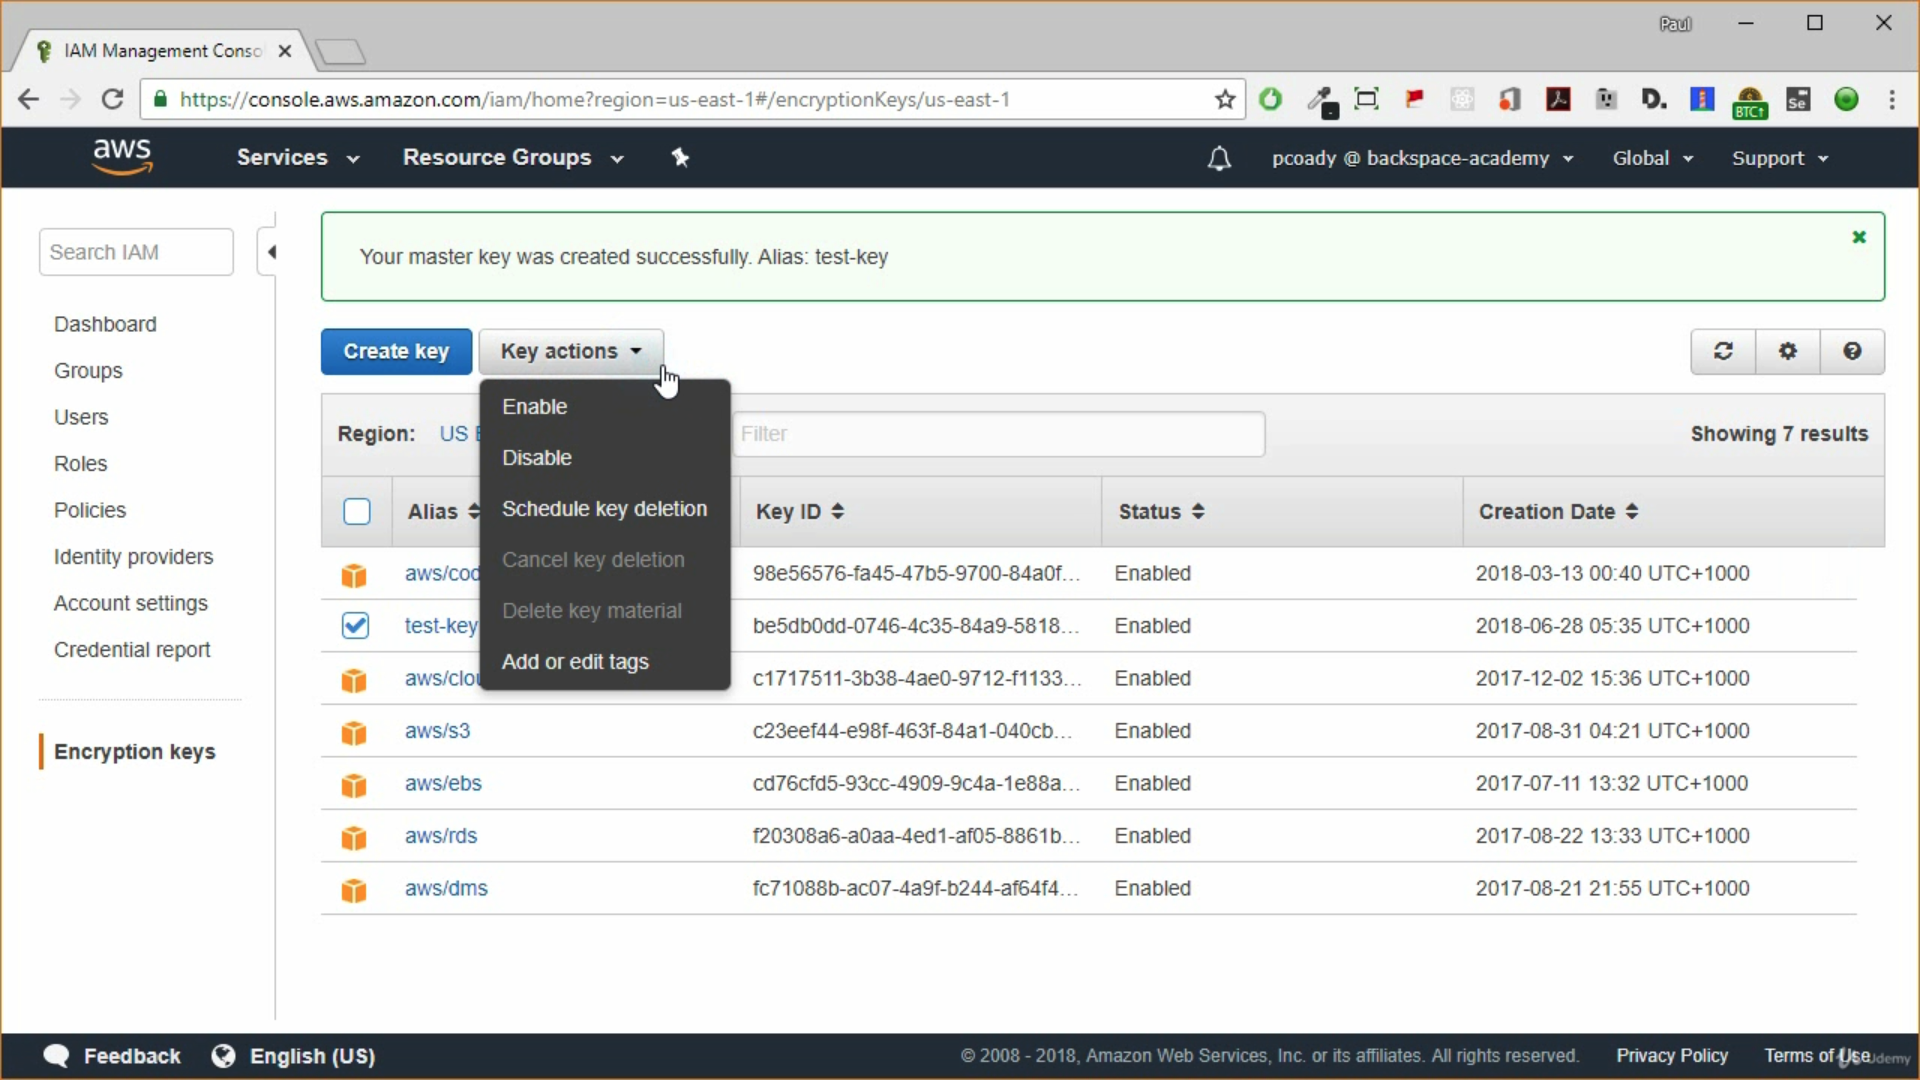 Paul
IAM Management Conso
https://console.aws.amazon.com/iam/home?region=us-east-1#/encryptionKeys/us-east-1
D.
BTC↑
Se
aws
Services
Resource Groups
pcoady @ backspace-academy
Global
Support
Search IAM
Your master key was created successfully. Alias: test-key
Dashboard
Groups
Users
Roles
Policies
Identity providers
Account settings
Credential report
Encryption keys
Create key
Key actions
Enable
Disable
Schedule key deletion
Cancel key deletion
Delete key material
Add or edit tags
Region: US E
Filter
Showing 7 results
Alias Key ID Status Creation Date
aws/cod 98e56576-fa45-47b5-9700-84a0f... Enabled 2018-03-13 00:40 UTC+1000
test-key be5db0dd-0746-4c35-84a9-5818... Enabled 2018-06-28 05:35 UTC+1000
aws/clou c1717511-3b38-4ae0-9712-f1133... Enabled 2017-12-02 15:36 UTC+1000
aws/s3 c23eef44-e98f-463f-84a1-040cb... Enabled 2017-08-31 04:21 UTC+1000
aws/ebs cd76cfd5-93cc-4909-9c4a-1e88a... Enabled 2017-07-11 13:32 UTC+1000
aws/rds f20308a6-a0aa-4ed1-af05-8861b... Enabled 2017-08-22 13:33 UTC+1000
aws/dms fc71088b-ac07-4a9f-b244-af64f4... Enabled 2017-08-21 21:55 UTC+1000
Feedback
English (US)
© 2008 - 2018, Amazon Web Services, Inc. or its affiliates. All rights reserved.
Privacy Policy
Terms of Use
Udemy